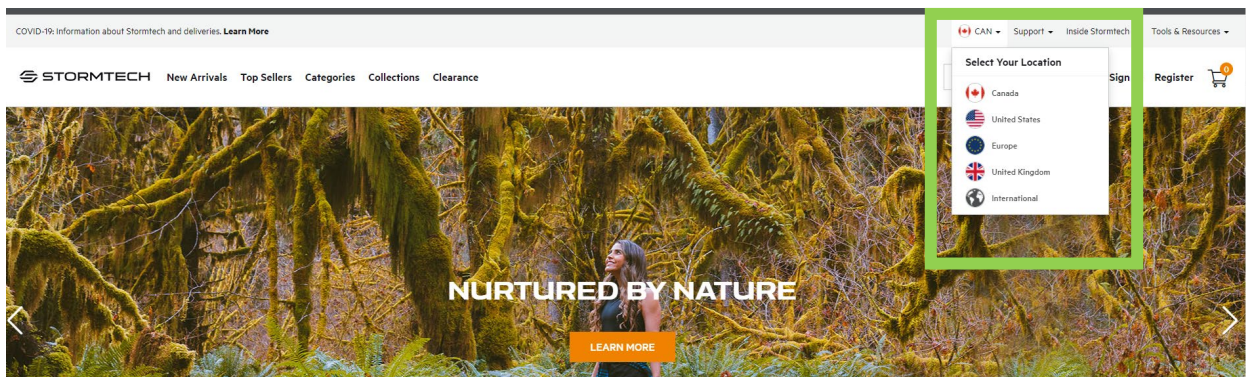 COVID-19: Information about Stormtech and deliveries. Learn More
CAN Support Inside Stormtech Tools & Resources
STORMTECH New Arrivals Top Sellers Categories Collections Clearance
Sign Register 0
Select Your Location
Canada
United States
Europe
United Kingdom
International
NURTURED BY NATURE
LEARN MORE